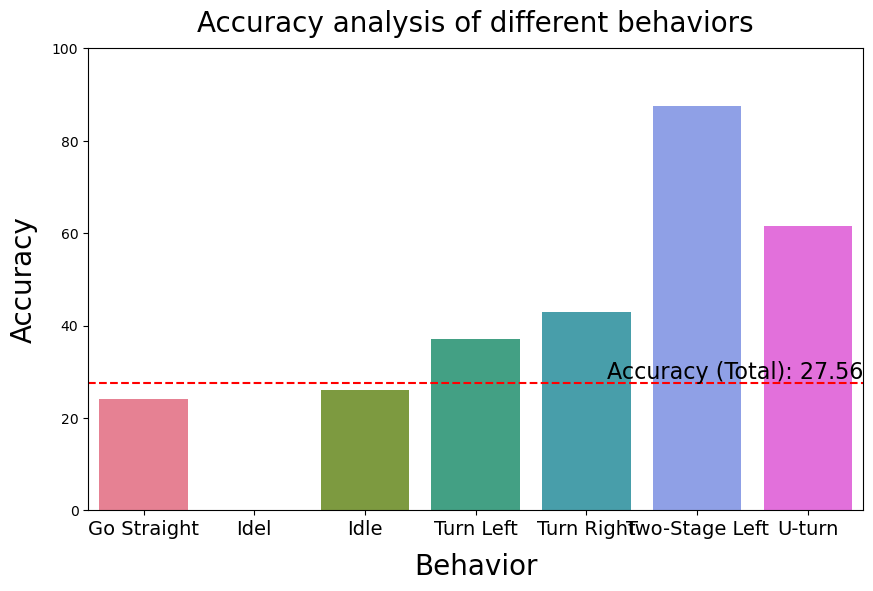 Accuracy analysis of different behaviors
100
80
60
40
20
0
Accuracy
Accuracy (Total): 27.56
Go Straight Idel Idle Turn Left Turn Right Two-Stage Left U-turn
Behavior